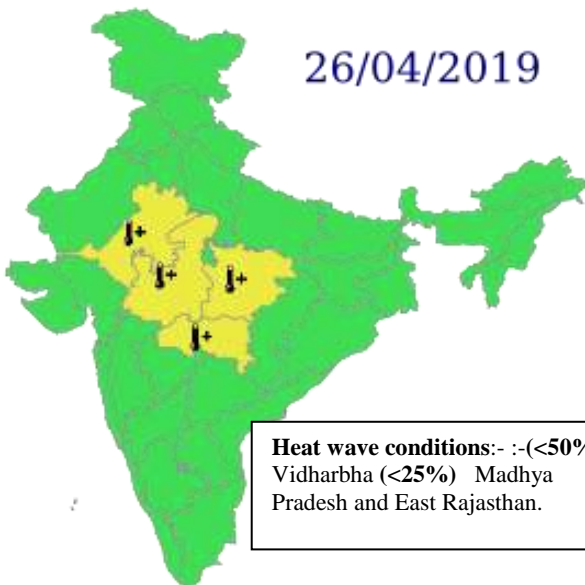 26/04/2019
Heat wave conditions:- :-(<50%
Vidharbha (<25%) Madhya
Pradesh and East Rajasthan.